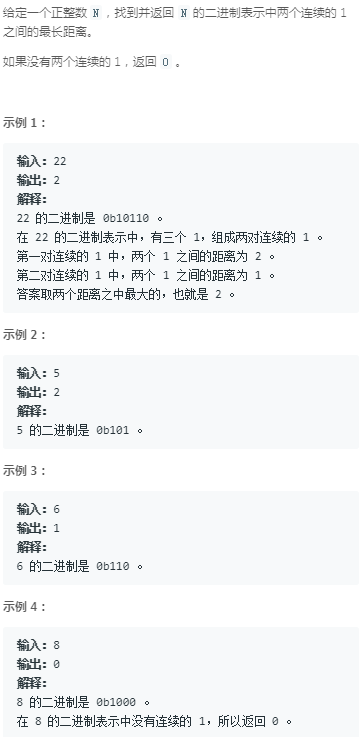 给定一个正整数 N，找到并返回 N 的二进制表示中两个连续的 1
之间的最长距离。
如果没有两个连续的 1，返回 0 。
示例 1：
输入：22
输出：2
解释：
22 的二进制是 0b10110 。
在 22 的二进制表示中，有三个 1，组成两对连续的 1 。
第一对连续的 1 中，两个 1 之间的距离为 2 。
第二对连续的 1 中，两个 1 之间的距离为 1 。
答案取两个距离之中最大的，也就是 2 。
示例 2：
输入：5
输出：2
解释：
5 的二进制是 0b101 。
示例 3：
输入：6
输出：1
解释：
6 的二进制是 0b110 。
示例 4：
输入：8
输出：0
解释：
8 的二进制是 0b1000 。
在 8 的二进制表示中没有连续的 1，所以返回 0 。